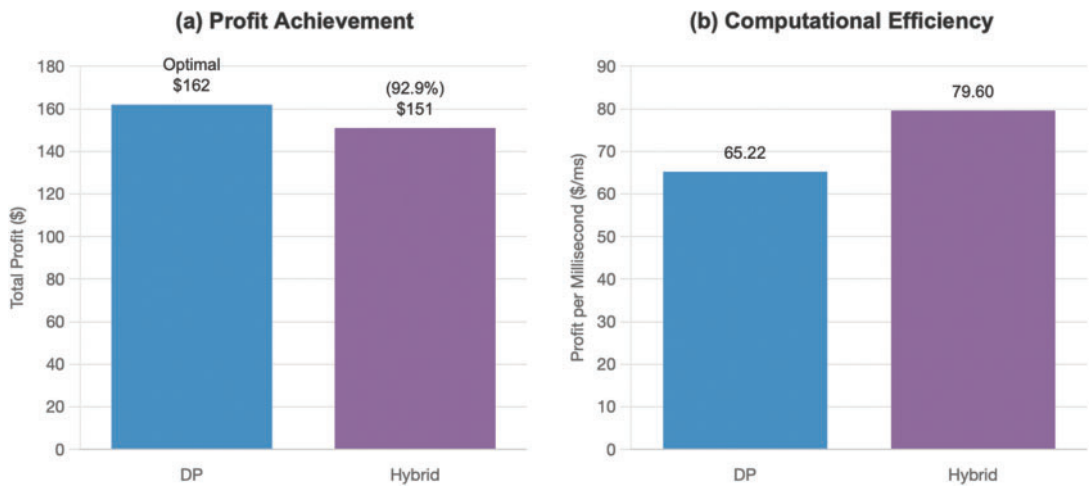 (a) Profit Achievement
180
160
140
120
100
80
60
40
20
0
Total Profit ($)
Optimal
$162
(92.9%)
$151
DP
Hybrid
(b) Computational Efficiency
90
80
70
60
50
40
30
20
10
0
Profit per Millisecond ($/ms)
65.22
79.60
DP
Hybrid